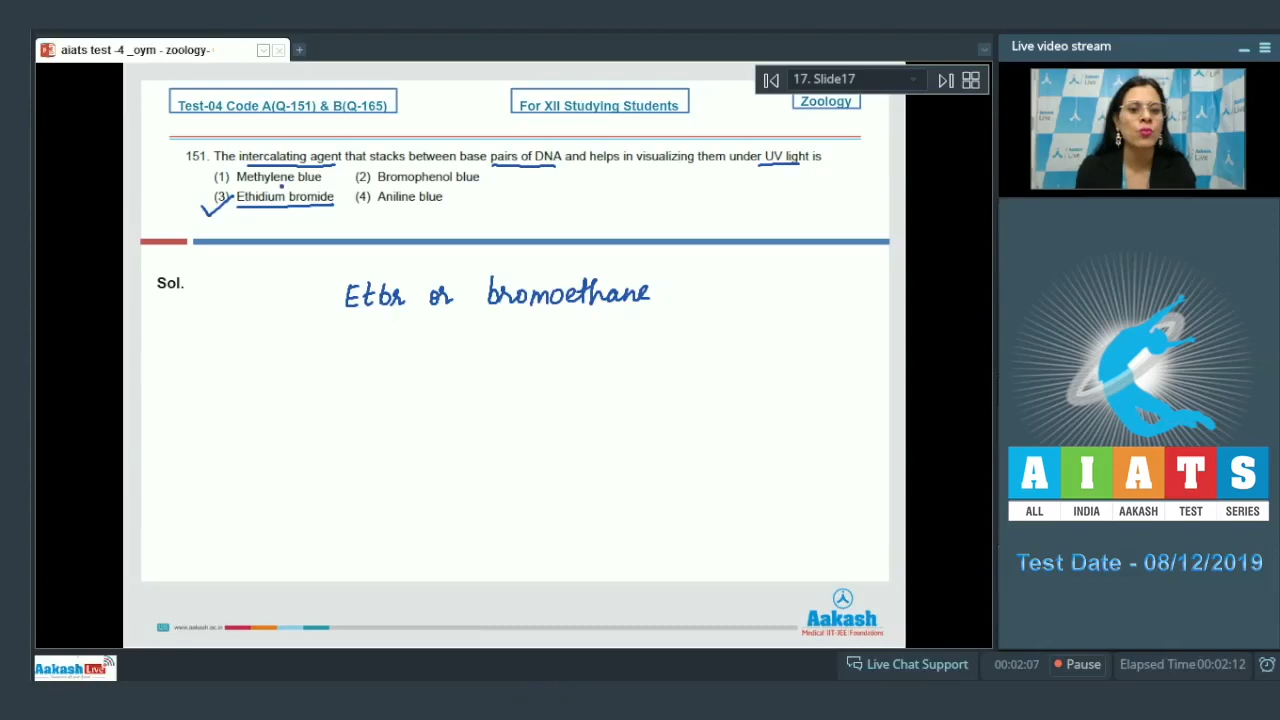 aiats test -4 _oym - zoology-
Live video stream
17. Slide17
Test-04 Code A(Q-151) & B(Q-165)
For XII Studying Students
Zoology
151. The intercalating agent that stacks between base pairs of DNA and helps in visualizing them under UV light is
(1) Methylene blue (2) Bromophenol blue
(3) Ethidium bromide (4) Aniline blue
Sol.
Etbr or bromoethane
A I A T S
ALL INDIA AAKASH TEST SERIES
Test Date - 08/12/2019
Aakash
Medical|IIT-JEE|Foundations
www.aakash.ac.in
Aakash Live
Live Chat Support
00:02:07
Pause
Elapsed Time 00:02:12